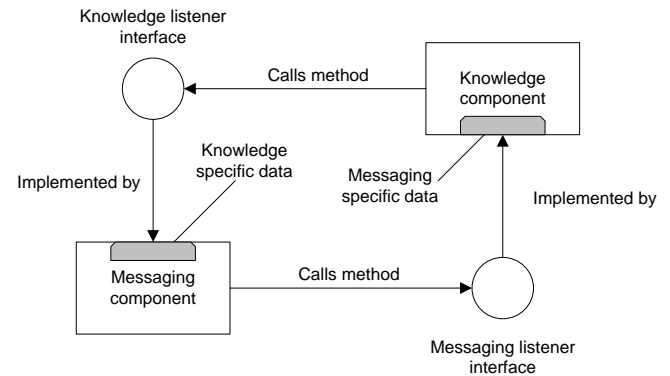 Knowledge listener
interface
Calls method
Knowledge
component
Knowledge
specific data
Messaging
specific data
Implemented by
Implemented by
Messaging
component
Calls method
Messaging listener
interface